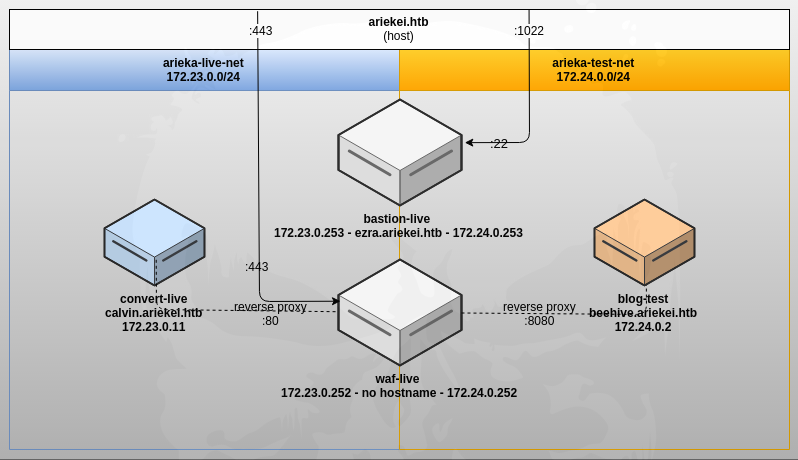 ariekei.htb
(host)
:443
:1022
arieka-live-net
172.23.0.0/24
arieka-test-net
172.24.0.0/24
:22
bastion-live
172.23.0.253 - ezra.ariekei.htb - 172.24.0.253
:443
convert-live
calvin.ariekei.htb
172.23.0.11
reverse proxy
:80
reverse proxy
:8080
blog-test
beehive.ariekei.htb
172.24.0.2
waf-live
172.23.0.252 - no hostname - 172.24.0.252